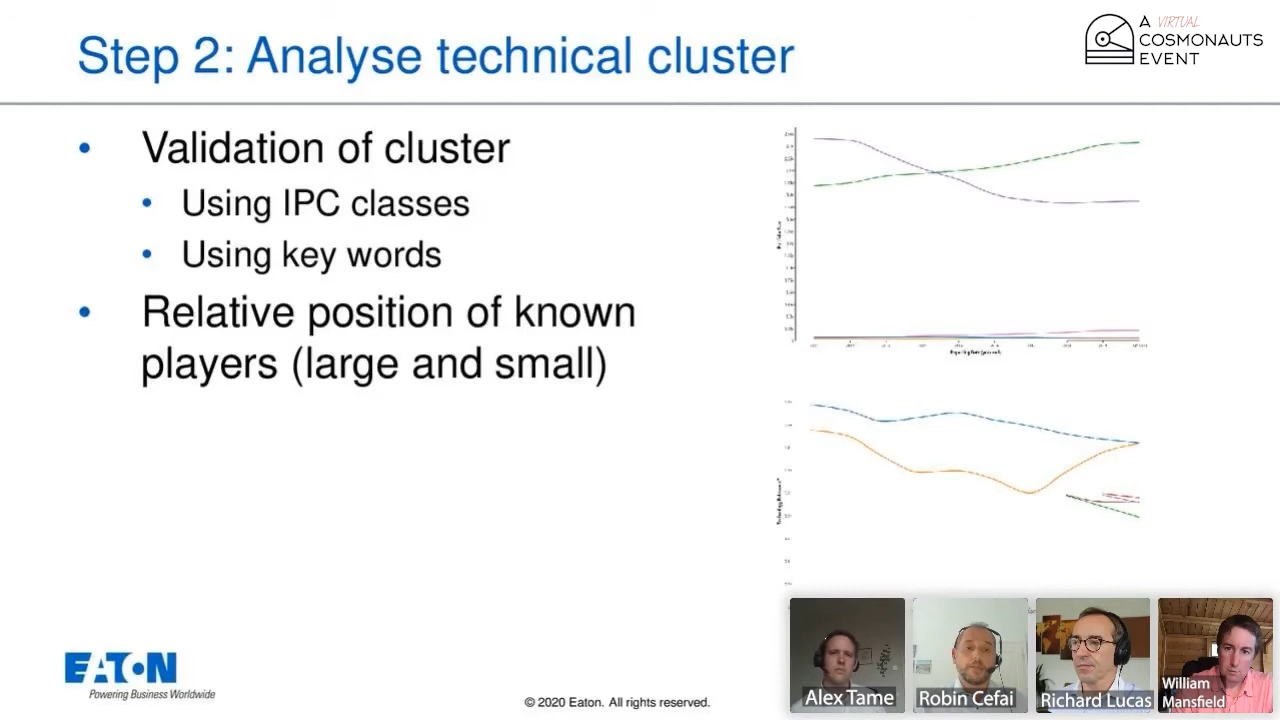 Step 2: Analyse technical cluster
A VIRTUAL
COSMONAUTS
EVENT
• Validation of cluster
• Using IPC classes
• Using key words
• Relative position of known
players (large and small)
EATON
Powering Business Worldwide
© 2020 Eaton. All rights reserved.
Alex Tame
Robin Cefai
Richard Lucas
William
Mansfield